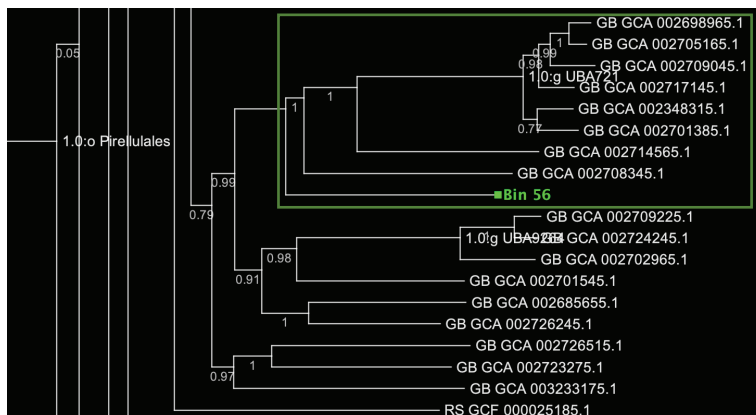 GB GCA 002698965.1
1
0.05
GB GCA 002705165.1
0.99
0.98
GB GCA 002709045.1
1.0:g UBA721
GB GCA 002717145.1
1
1
GB GCA 002348315.1
0.77
GB GCA 002701385.1
1.0:o Pirellulales
GB GCA 002714565.1
0.99
GB GCA 002708345.1
Bin 56
0.79
GB GCA 002709225.1
1.0:g UBA9264
GB GCA 002724245.1
0.98
GB GCA 002702965.1
0.91
GB GCA 002701545.1
GB GCA 002685655.1
1
GB GCA 002726245.1
GB GCA 002726515.1
1
GB GCA 002723275.1
0.97
GB GCA 003233175.1
RS GCF 000025185.1